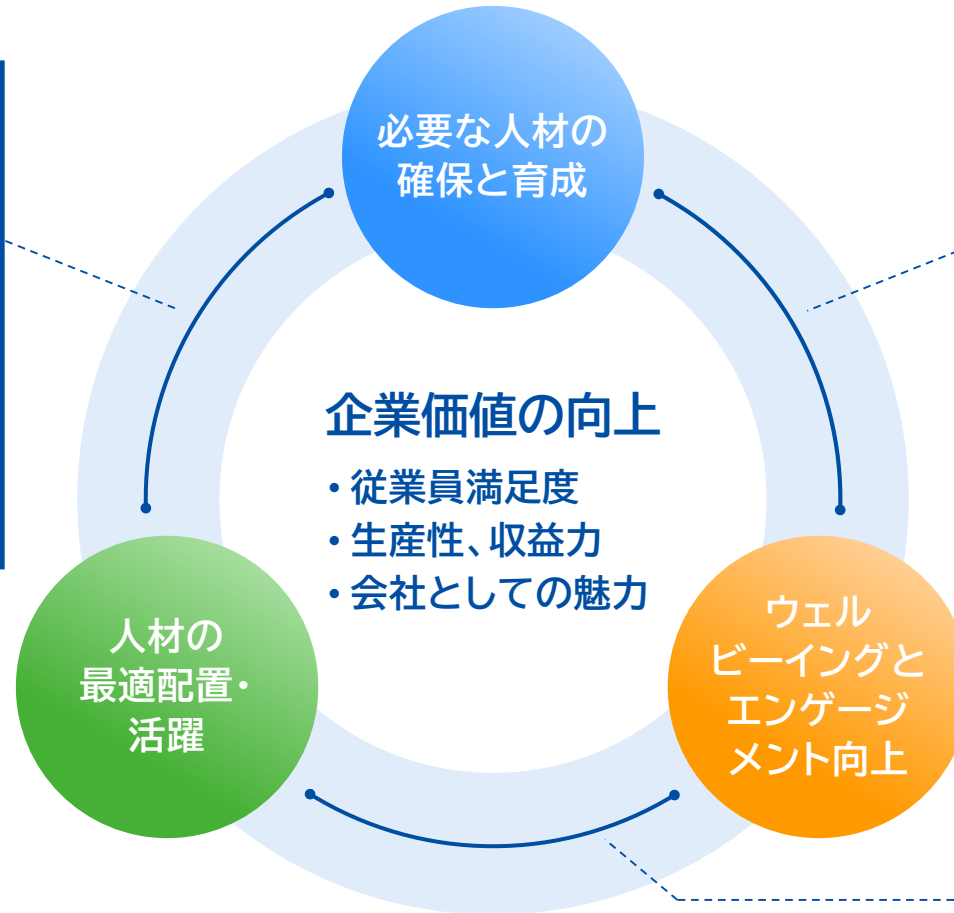 必要な人材の
確保と育成
企業価値の向上
・従業員満足度
・生産性、収益力
・会社としての魅力
人材の
最適配置・
活躍
ウェル
ビーイングと
エンゲージ
メント向上